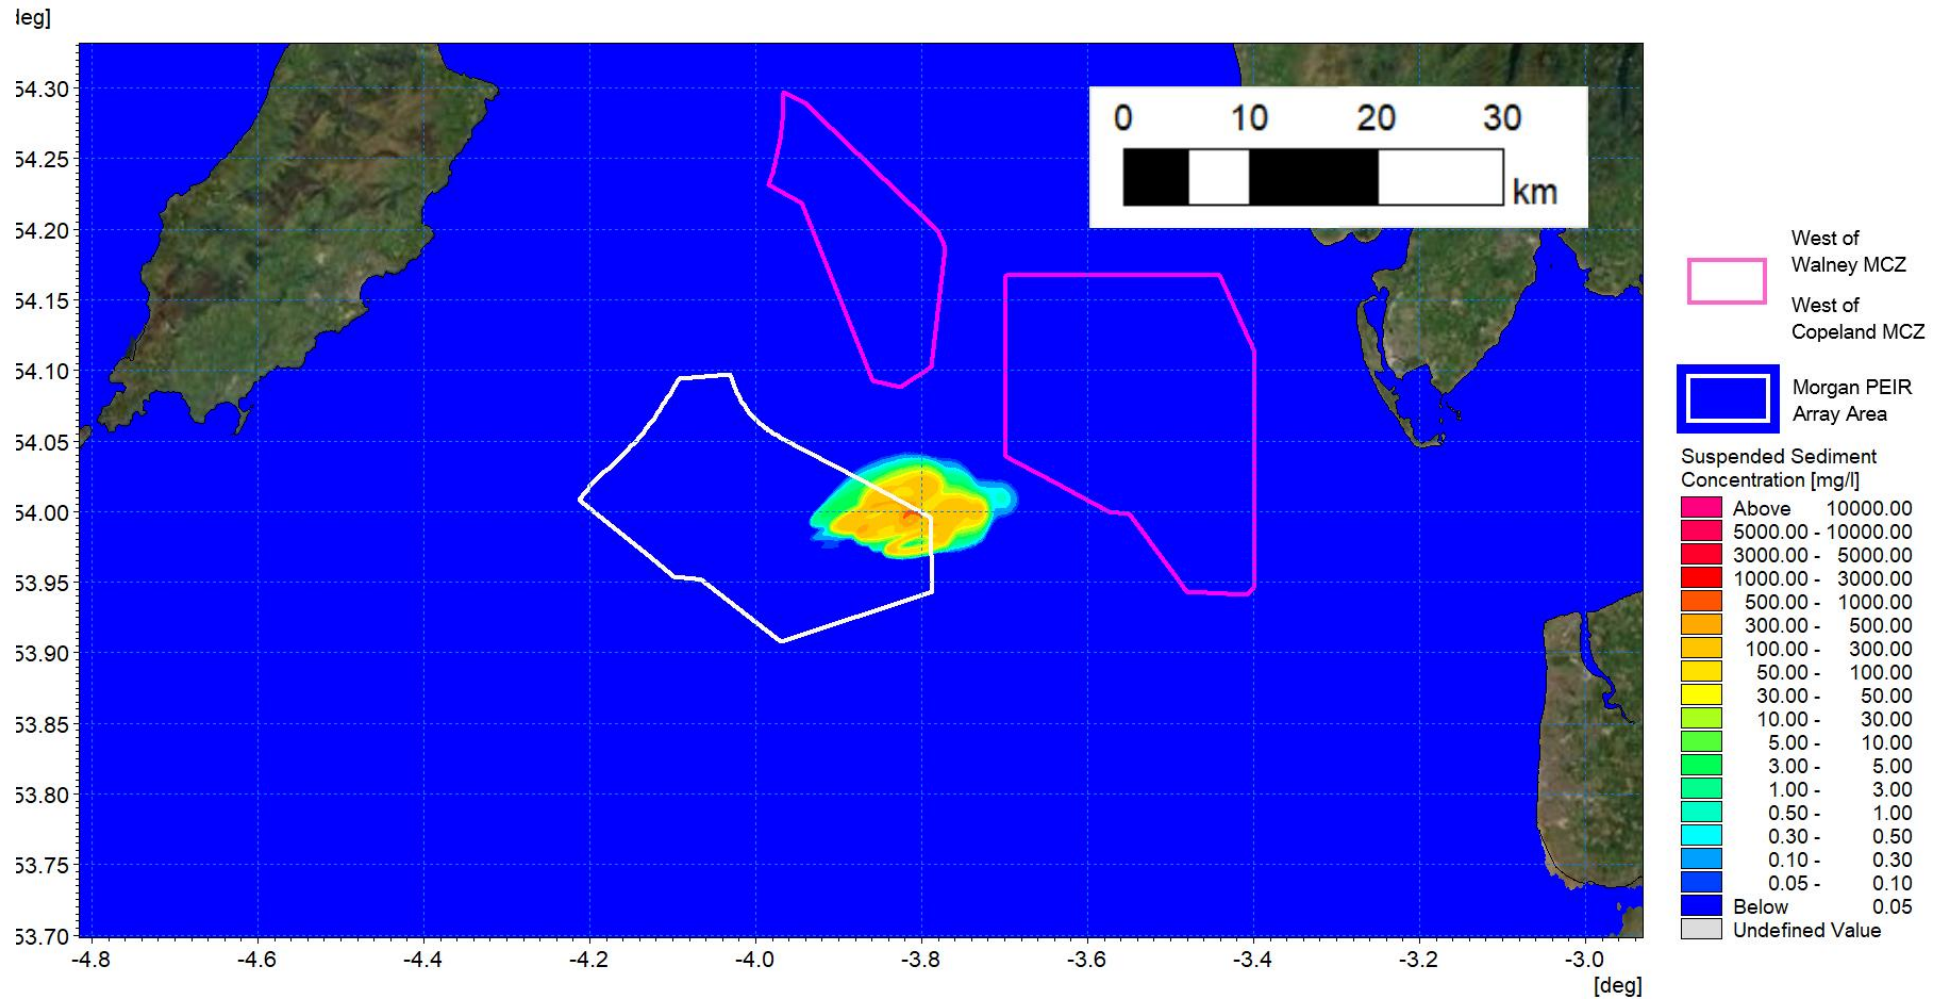 deg]
54.30
54.25
54.20
54.15
54.10
54.05
54.00
53.95
53.90
53.85
53.80
53.75
53.70
-4.8 -4.6 -4.4 -4.2 -4.0 -3.8 -3.6 -3.4 -3.2 -3.0
[deg]
0 10 20 30
km
West of
Walney MCZ
West of
Copeland MCZ
Morgan PEIR
Array Area
Suspended Sediment
Concentration [mg/l]
Above 10000.00
5000.00 - 10000.00
3000.00 - 5000.00
1000.00 - 3000.00
500.00 - 1000.00
300.00 - 500.00
100.00 - 300.00
50.00 - 100.00
30.00 - 50.00
10.00 - 30.00
5.00 - 10.00
3.00 - 5.00
1.00 - 3.00
0.50 - 1.00
0.30 - 0.50
0.10 - 0.30
0.05 - 0.10
Below 0.05
Undefined Value